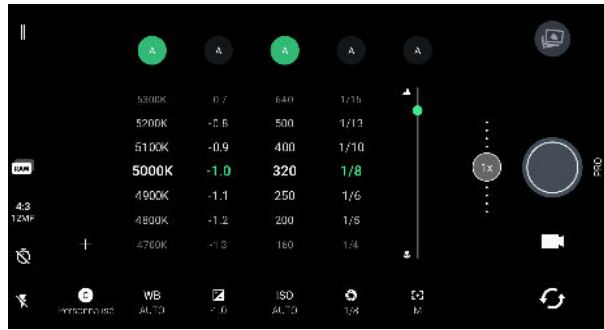 A A A A A
5300K -0.7 640 1/15
5200K -0.8 500 1/13
5100K -0.9 400 1/10
5000K -1.0 320 1/8
4900K -1.1 250 1/6
4800K -1.2 200 1/5
4700K -1.3 160 1/4
RAW
4:3
12MP
1x
PRO
C
Personnalisé
WB
AUTO
-1.0
ISO
AUTO
1/8
M